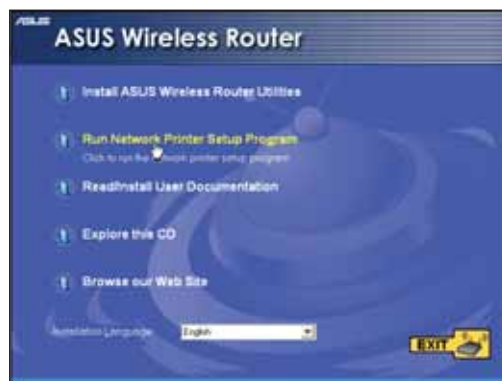 ASUS
ASUS Wireless Router
Install ASUS Wireless Router Utilities
Run Network Printer Setup Program
Click to run the network printer setup program
Read/Install User Documentation
Explore this CD
Browse our Web Site
Installation Language: English
EXIT